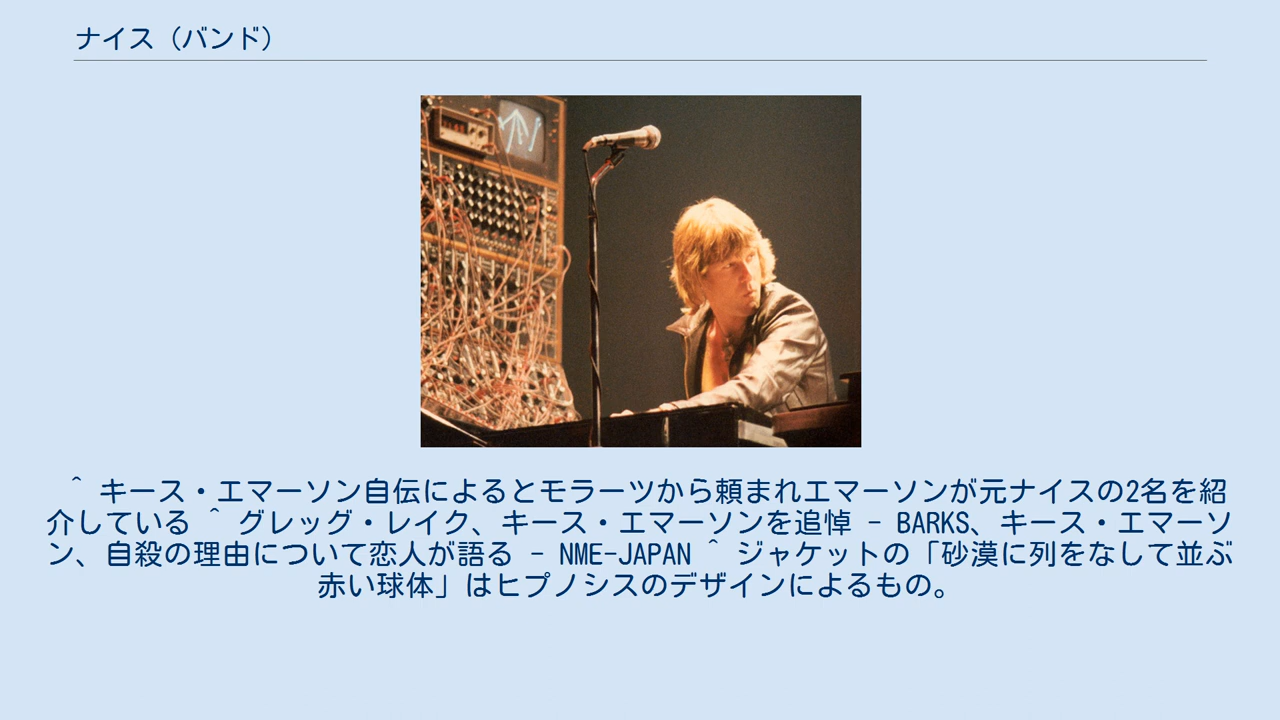 ナイス（バンド）
^ キース・エマーソン自伝によるとモラーツから頼まれエマーソンが元ナイスの2名を紹
介している ^ グレッグ・レイク、キース・エマーソンを追悼 - BARKS、キース・エマーソ
ン、自殺の理由について恋人が語る - NME-JAPAN ^ ジャケットの「砂漠に列をなして並ぶ
赤い球体」はヒプノシスのデザインによるもの。